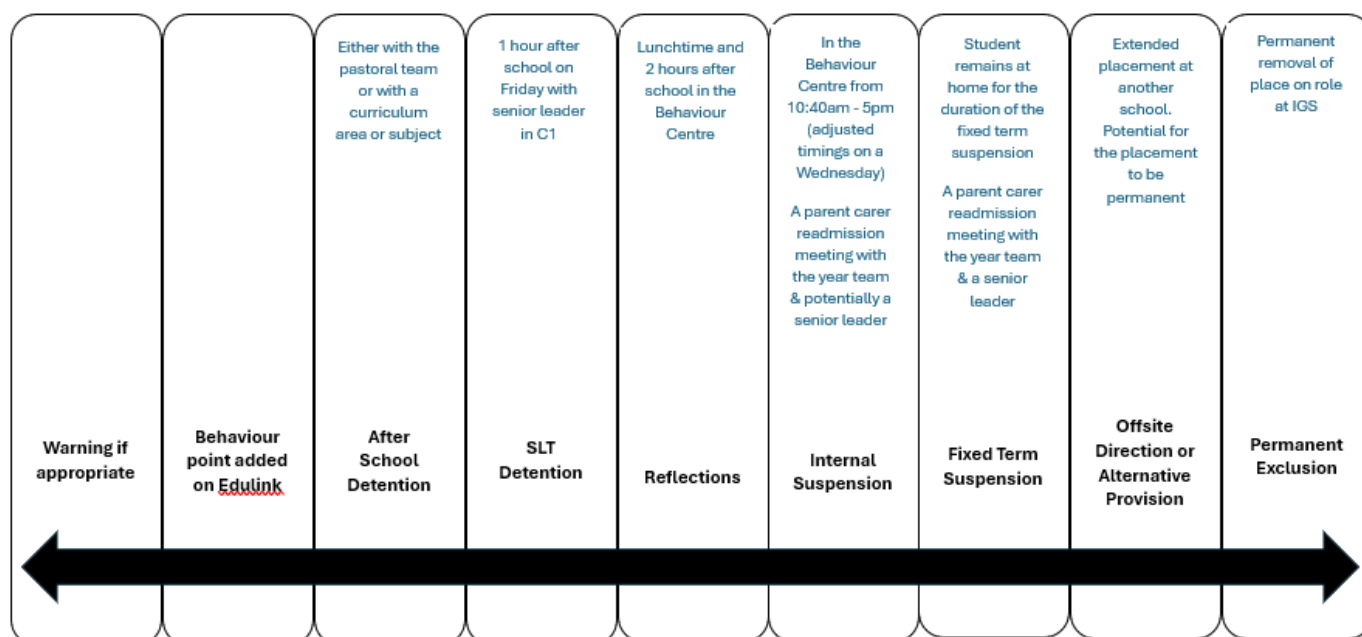 Warning if
appropriate
Behaviour
point added
on Edulink
Either with the
pastoral team
or with a
curriculum
area or subject
After
School
Detention
1 hour after
school on
Friday with
senior leader
in C1
SLT
Detention
Lunchtime and
2 hours after
school in the
Behaviour
Centre
Reflections
In the
Behaviour
Centre from
10:40am - 5pm
(adjusted
timings on a
Wednesday)
A parent carer
readmission
meeting with
the year team
& potentially a
senior leader
Internal
Suspension
Student
remains at
home for the
duration of the
fixed term
suspension
A parent carer
readmission
meeting with
the year team
& a senior
leader
Fixed Term
Suspension
Extended
placement at
another
school.
Potential for
the placement
to be
permanent
Offsite
Direction or
Alternative
Provision
Permanent
removal of
place on role
at IGS
Permanent
Exclusion